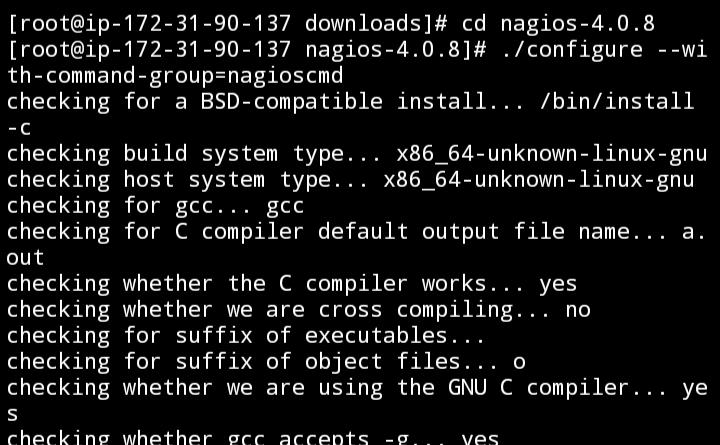 [root@ip-172-31-90-137 downloads]# cd nagios-4.0.8
[root@ip-172-31-90-137 nagios-4.0.8]# ./configure --wi
th-command-group=nagioscmd
checking for a BSD-compatible install... /bin/install
-c
checking build system type... x86_64-unknown-linux-gnu
checking host system type... x86_64-unknown-linux-gnu
checking for gcc... gcc
checking for C compiler default output file name... a.
out
checking whether the C compiler works... yes
checking whether we are cross compiling... no
checking for suffix of executables...
checking for suffix of object files... o
checking whether we are using the GNU C compiler... ye
s
checking whether gcc accepts -g... yes